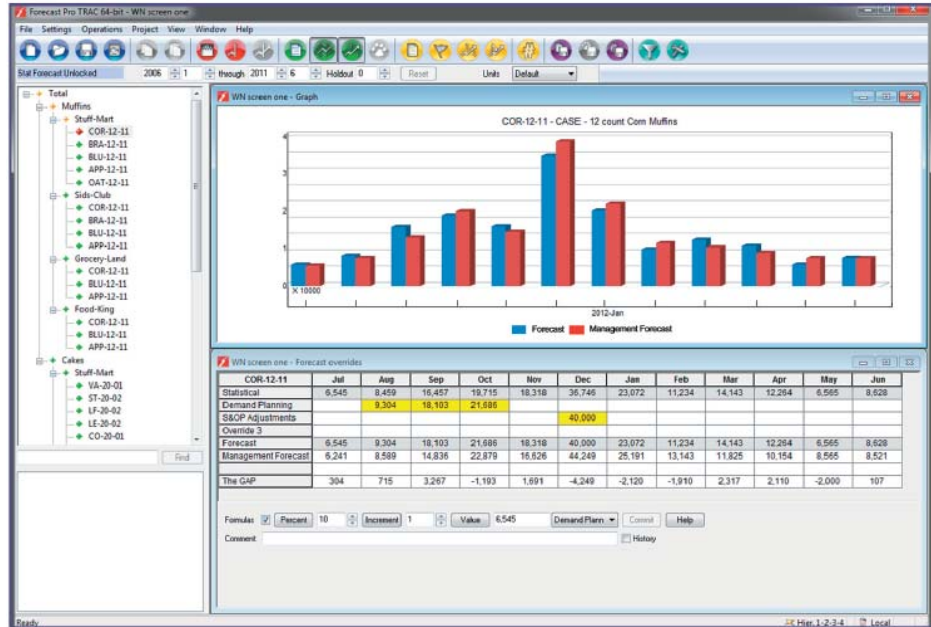 Forecast Pro TRAC 64-bit - WN screen one
File Settings Operations Project View Window Help
Stat Forecast Unlocked 2006 1 through 2011 6 Holdout 0 Reset Units Default
Total
Muffins
Stuff-Mart
COR-12-11
BRA-12-11
BLU-12-11
APP-12-11
OAT-12-11
Sids-Club
COR-12-11
BRA-12-11
BLU-12-11
APP-12-11
Grocery-Land
COR-12-11
BLU-12-11
APP-12-11
Food-King
COR-12-11
BLU-12-11
APP-12-11
Cakes
Stuff-Mart
VA-20-01
ST-20-02
LF-20-02
LE-20-02
CO-20-01
Find
WN screen one - Graph
COR-12-11 - CASE - 12 count Corn Muffins
4
3
2
1
0
X 10000
2012-Jan
Forecast Management Forecast
WN screen one - Forecast overrides
COR-12-11 Jul Aug Sep Oct Nov Dec Jan Feb Mar Apr May Jun
Statistical 6,545 8,459 16,457 19,715 18,318 36,746 23,072 11,234 14,143 12,264 6,565 8,628
Demand Planning 9,304 18,103 21,686
S&OP Adjustments 40,000
Override 3
Forecast 6,545 9,304 18,103 21,686 18,318 40,000 23,072 11,234 14,143 12,264 6,565 8,628
Management Forecast 6,241 8,589 14,836 22,879 16,626 44,249 25,191 13,143 11,825 10,154 8,565 8,521
The GAP 304 715 3,267 -1,193 1,691 -4,249 -2,120 -1,910 2,317 2,110 -2,000 107
Formulas Percent 10 Increment 1 Value 6,545 Demand Plann Commit Help
Comment History
Ready Hier. 1-2-3-4 Local